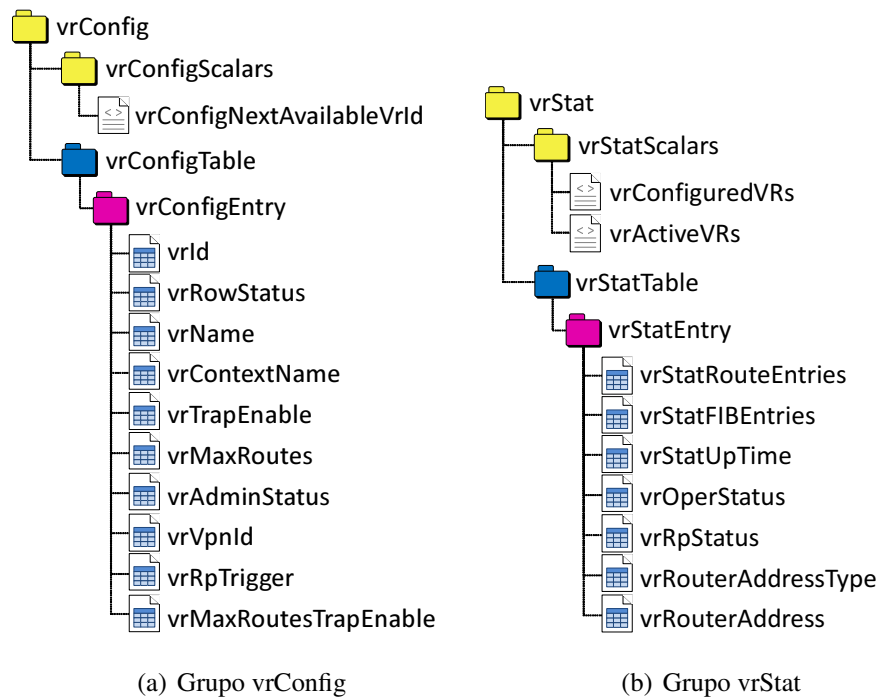 vrConfig
vrConfigScalars
vrConfigNextAvailableVrId
vrConfigTable
vrConfigEntry
vrId
vrRowStatus
vrName
vrContextName
vrTrapEnable
vrMaxRoutes
vrAdminStatus
vrVpnId
vrRpTrigger
vrMaxRoutesTrapEnable
(a) Grupo vrConfig
vrStat
vrStatScalars
vrConfiguredVRs
vrActiveVRs
vrStatTable
vrStatEntry
vrStatRouteEntries
vrStatFIBEntries
vrStatUpTime
vrOperStatus
vrRpStatus
vrRouterAddressType
vrRouterAddress
(b) Grupo vrStat